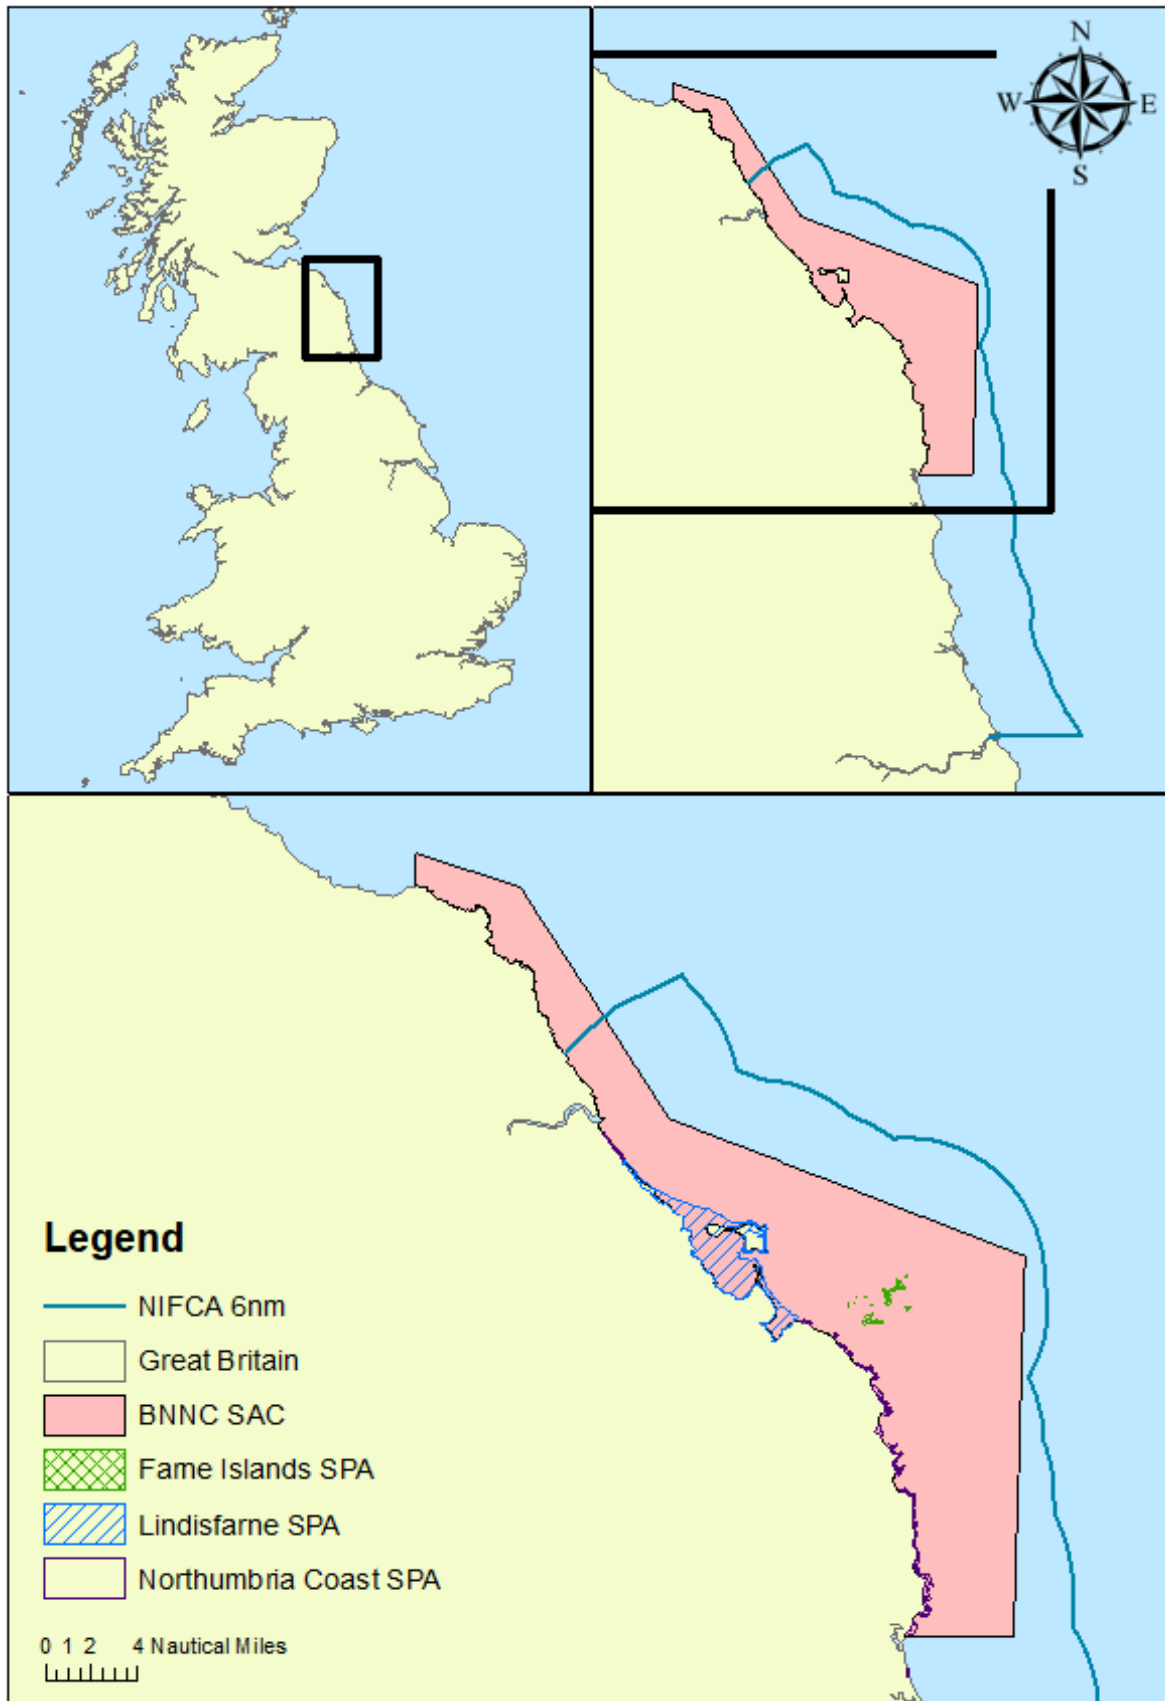 N
W E
S
Legend
NIFCA 6nm
Great Britain
BNNC SAC
Farne Islands SPA
Lindisfarne SPA
Northumbria Coast SPA
0 1 2 4 Nautical Miles